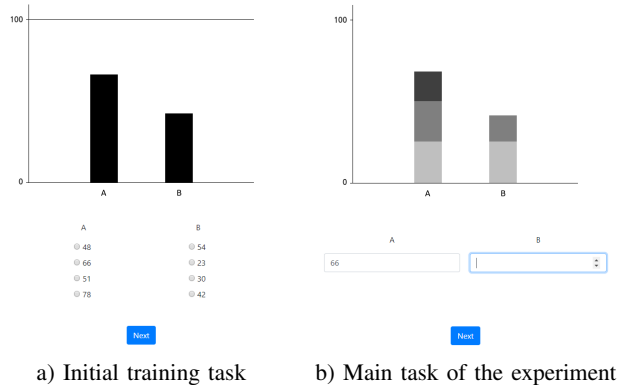 100
0
A B
A B
48 54
66 23
51 30
78 42
Next
a) Initial training task
100
0
A B
A B
66
Next
b) Main task of the experiment